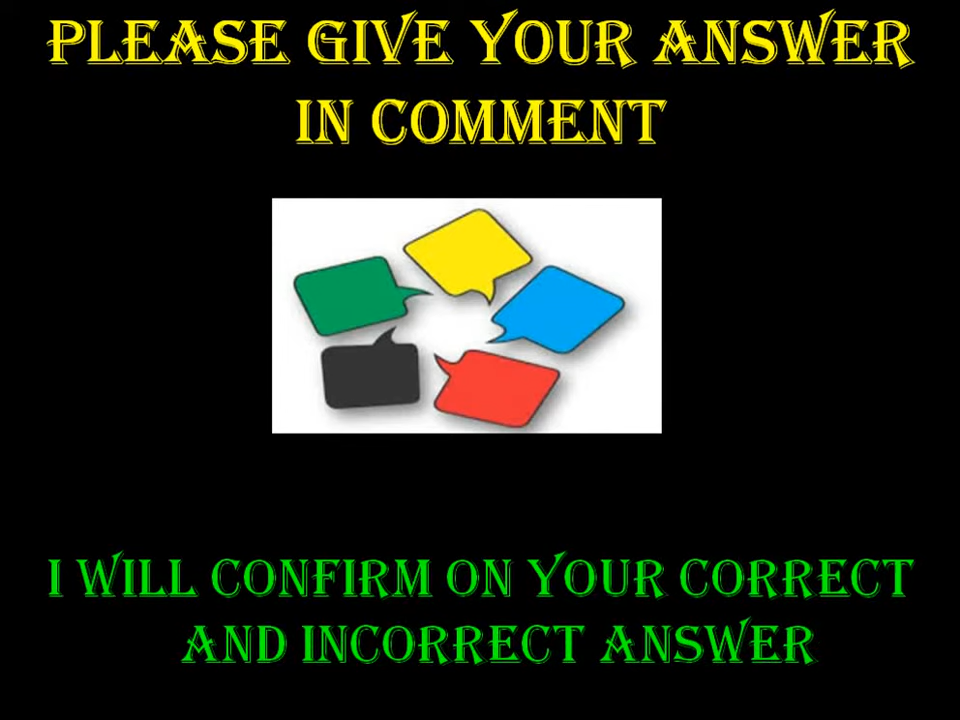 PLEASE GIVE YOUR ANSWER
IN COMMENT
I WILL CONFIRM ON YOUR CORRECT
AND INCORRECT ANSWER